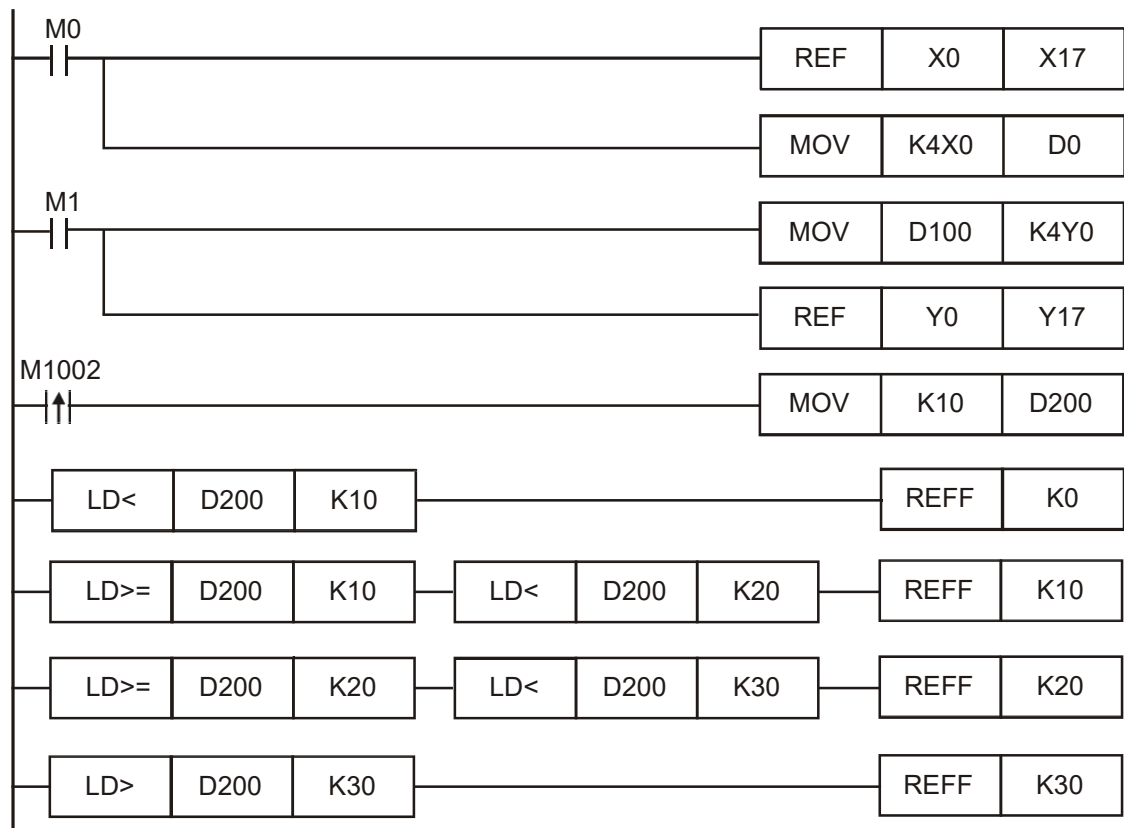 M0
REF X0 X17
MOV K4X0 D0
M1
MOV D100 K4Y0
REF Y0 Y17
M1002
MOV K10 D200
LD< D200 K10 REFF K0
LD>= D200 K10 LD< D200 K20 REFF K10
LD>= D200 K20 LD< D200 K30 REFF K20
LD> D200 K30 REFF K30